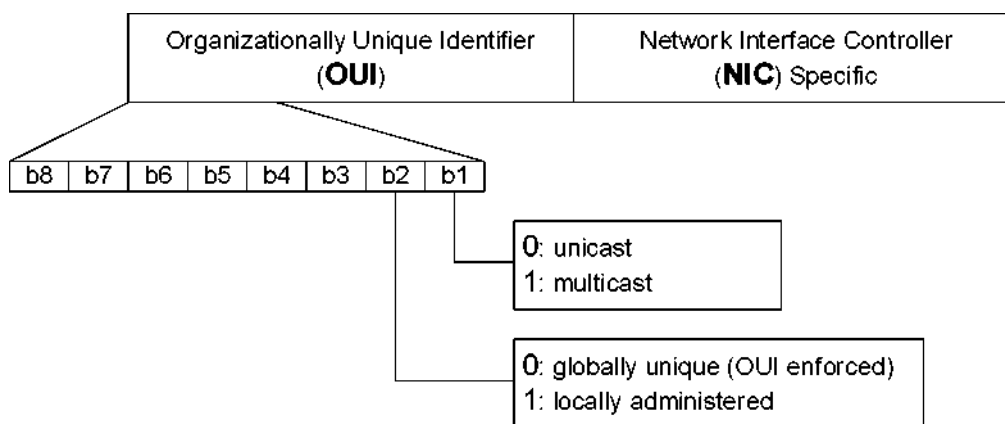 Organizationally Unique Identifier
(OUI)
Network Interface Controller
(NIC) Specific
b8 b7 b6 b5 b4 b3 b2 b1
0: unicast
1: multicast
0: globally unique (OUI enforced)
1: locally administered